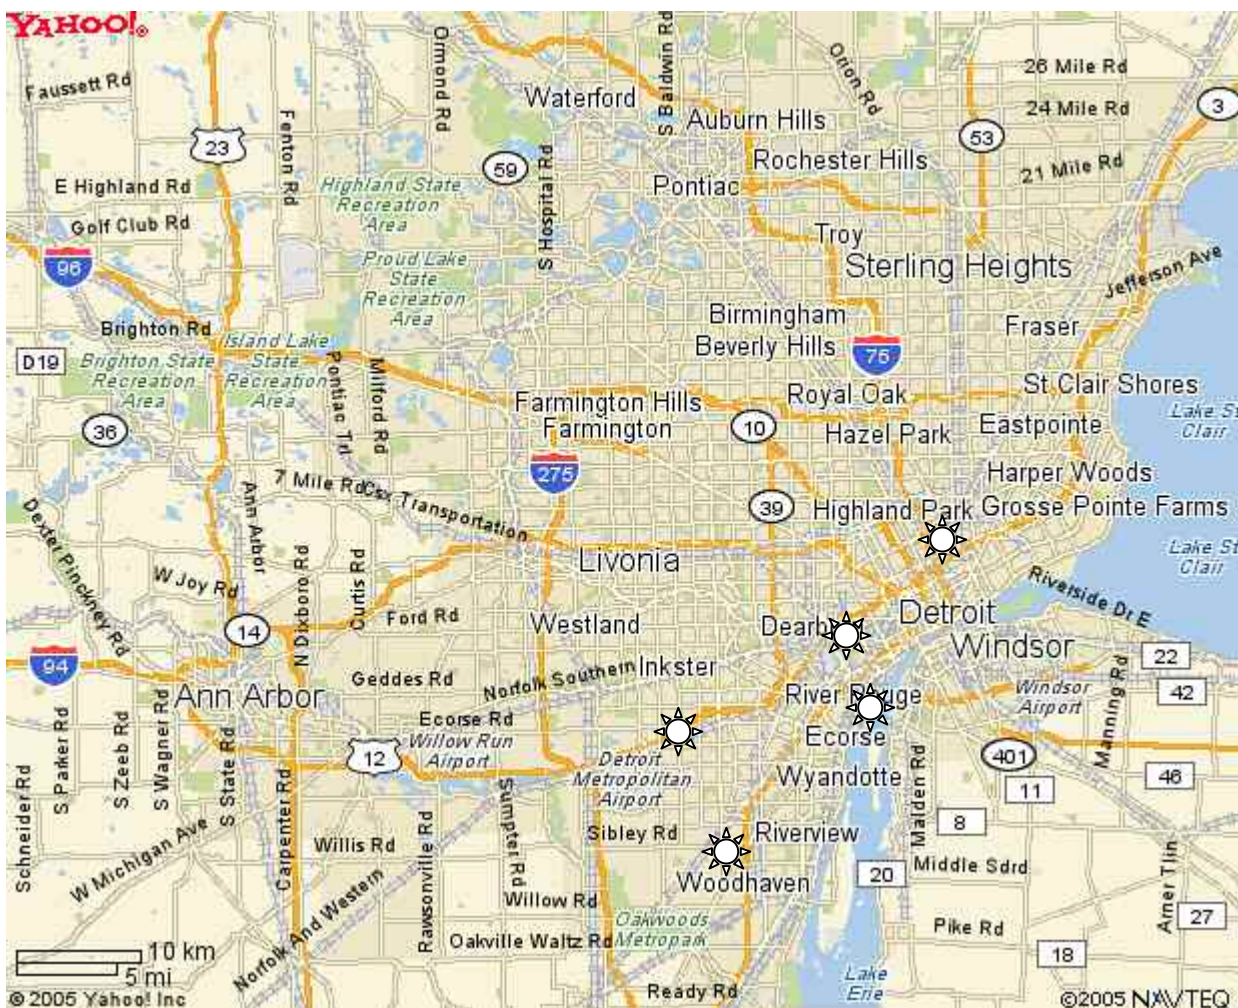 YAHOO!®
Faussett Rd
Ormond Rd
S Baldwin Rd
Orion Rd
26 Mile Rd
24 Mile Rd
3
Waterford
Auburn Hills
53
23
Fenton Rd
59
S Hospital Rd
Rochester Hills
21 Mile Rd
E Highland Rd
Highland State
Recreation
Area
Pontiac
Golf Club Rd
Troy
96
Proud Lake
State
Recreation
Area
Sterling Heights
Jefferson Ave
Brighton Rd
Birmingham
Fraser
Island Lake
State
Recreation
Area
Beverly Hills
75
D19
Brighton State
Recreation
Area
Pontiac Trl
Milford Rd
Royal Oak
St Clair Shores
Farmington Hills
Lake St
Clair
36
Farmington
10
Hazel Park
Eastpointe
275
Harper Woods
7 Mile Rd
Csx Transportation
Ann Arbor
39
Highland Park
Grosse Pointe Farms
Dexter Pinckney Rd
Livonia
Lake St
Clair
W Joy Rd
N Dixboro Rd
Curtis Rd
Riverside Dr E
Ford Rd
14
Westland
Dearb
Detroit
Windsor
94
Inkster
22
Geddes Rd
Norfolk Southern
Manning Rd
Ann Arbor
River Rouge
Windsor
Airport
42
Ecorse Rd
Willow Run
Airport
Ecorse
S Parker Rd
S Zeeb Rd
S Wagner Rd
S State Rd
12
Detroit
Metropolitan
Airport
401
Wyandotte
46
11
Schneider Rd
Carpenter Rd
Sumpter Rd
Malden Rd
8
W Michigan Ave
Willis Rd
Rawsonville Rd
Sibley Rd
Riverview
Middle Sdrd
20
Woodhaven
Amer Tlin
Willow Rd
Norfolk And Western
Oakwoods
Metropark
27
Oakville Waltz Rd
Pike Rd
10 km
5 mi
18
Lake
Erie
Ready Rd
© 2005 Yahoo! Inc
©2005 NAVTEQ